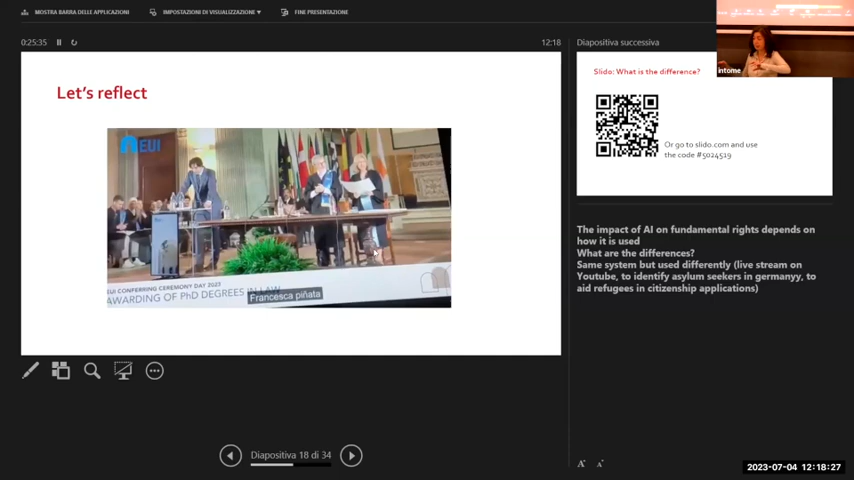 MOSTRA BARRA DELLE APPLICAZIONI
IMPOSTAZIONI DI VISUALIZZAZIONE
FINE PRESENTAZIONE
0:25:35
12:18
Diapositiva successiva
Let's reflect
EUI
EUI CONFERRING CEREMONY DAY 2023
AWARDING OF PhD DEGREES IN LAW
Francesca piñata
Slido: What is the difference?
Or go to slido.com and use
the code #5024519
The impact of AI on fundamental rights depends on
how it is used
What are the differences?
Same system but used differently (live stream on
Youtube, to identify asylum seekers in germanyy, to
aid refugees in citizenship applications)
Diapositiva 18 di 34
A A
intome
2023-07-04 12:18:27